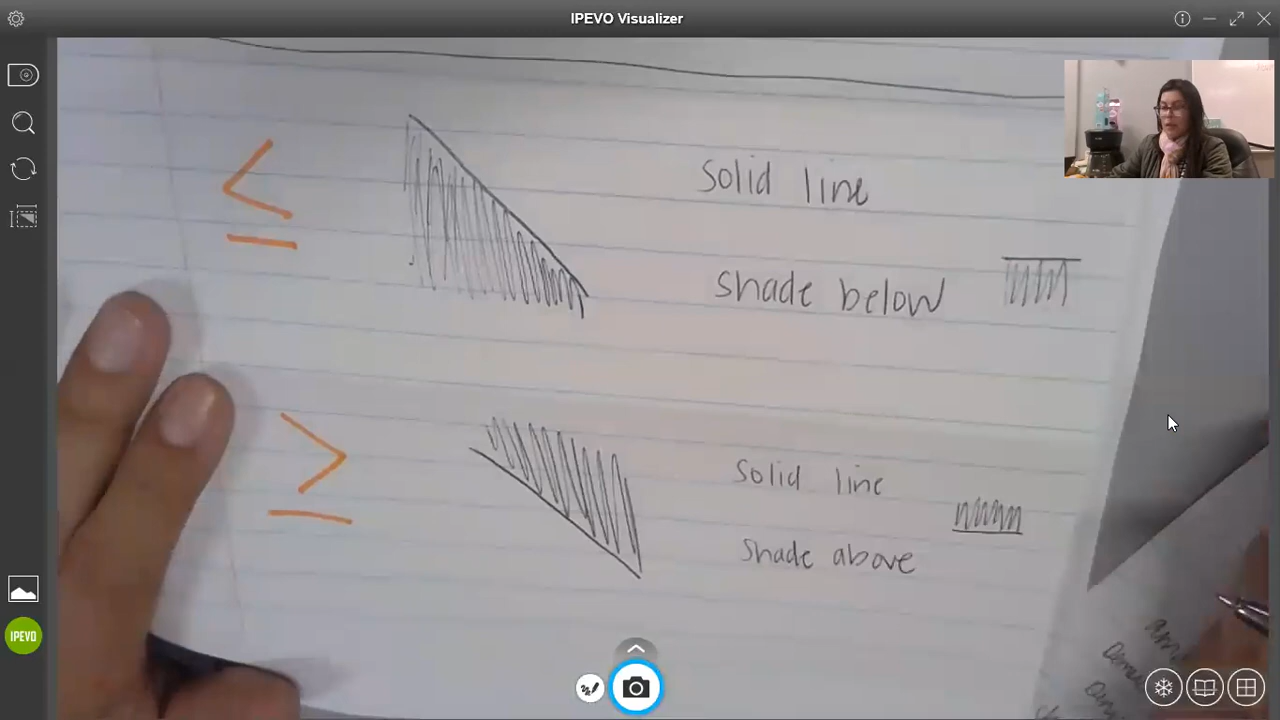 IPEVO Visualizer
≤
solid line
shade below
≥
solid line
shade above
IPEVO